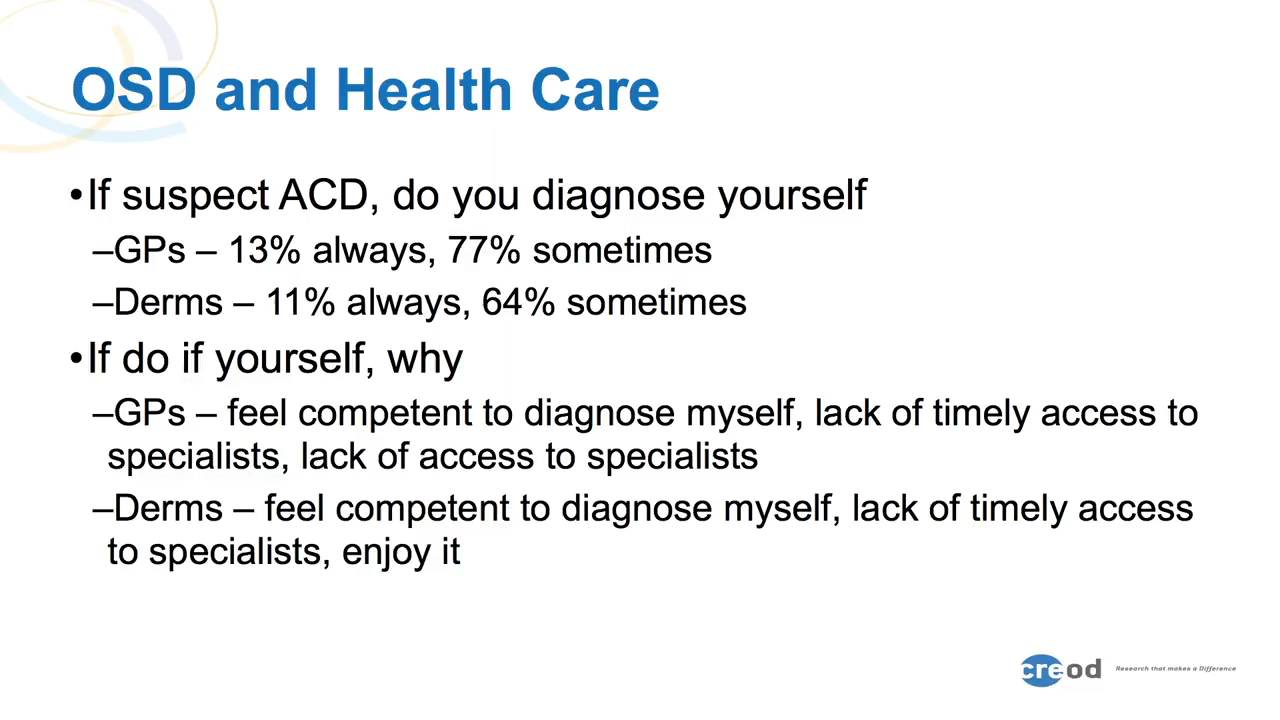 OSD and Health Care
•If suspect ACD, do you diagnose yourself
–GPs – 13% always, 77% sometimes
–Derms – 11% always, 64% sometimes
•If do if yourself, why
–GPs – feel competent to diagnose myself, lack of timely access to
specialists, lack of access to specialists
–Derms – feel competent to diagnose myself, lack of timely access
to specialists, enjoy it
creod Research that makes a Difference